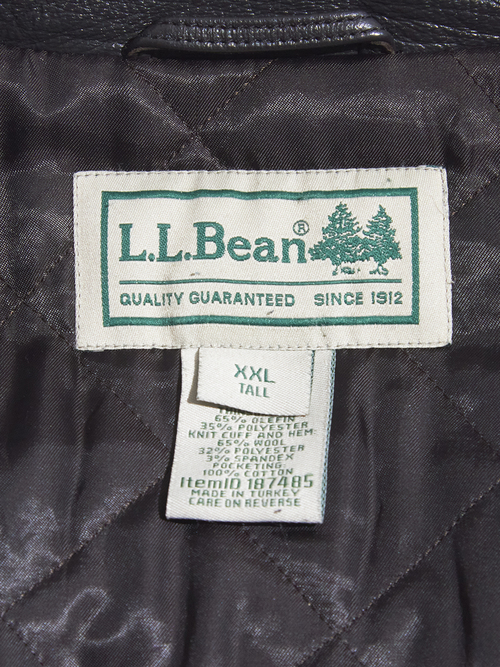 L.L.Bean®
QUALITY GUARANTEED SINCE 1912
XXL
TALL
65% OLEFIN
35% POLYESTER
KNIT CUFF AND HEM:
65% WOOL
32% POLYESTER
3% SPANDEX
POCKETING:
100% COTTON
ItemID 187485
MADE IN TURKEY
CARE ON REVERSE